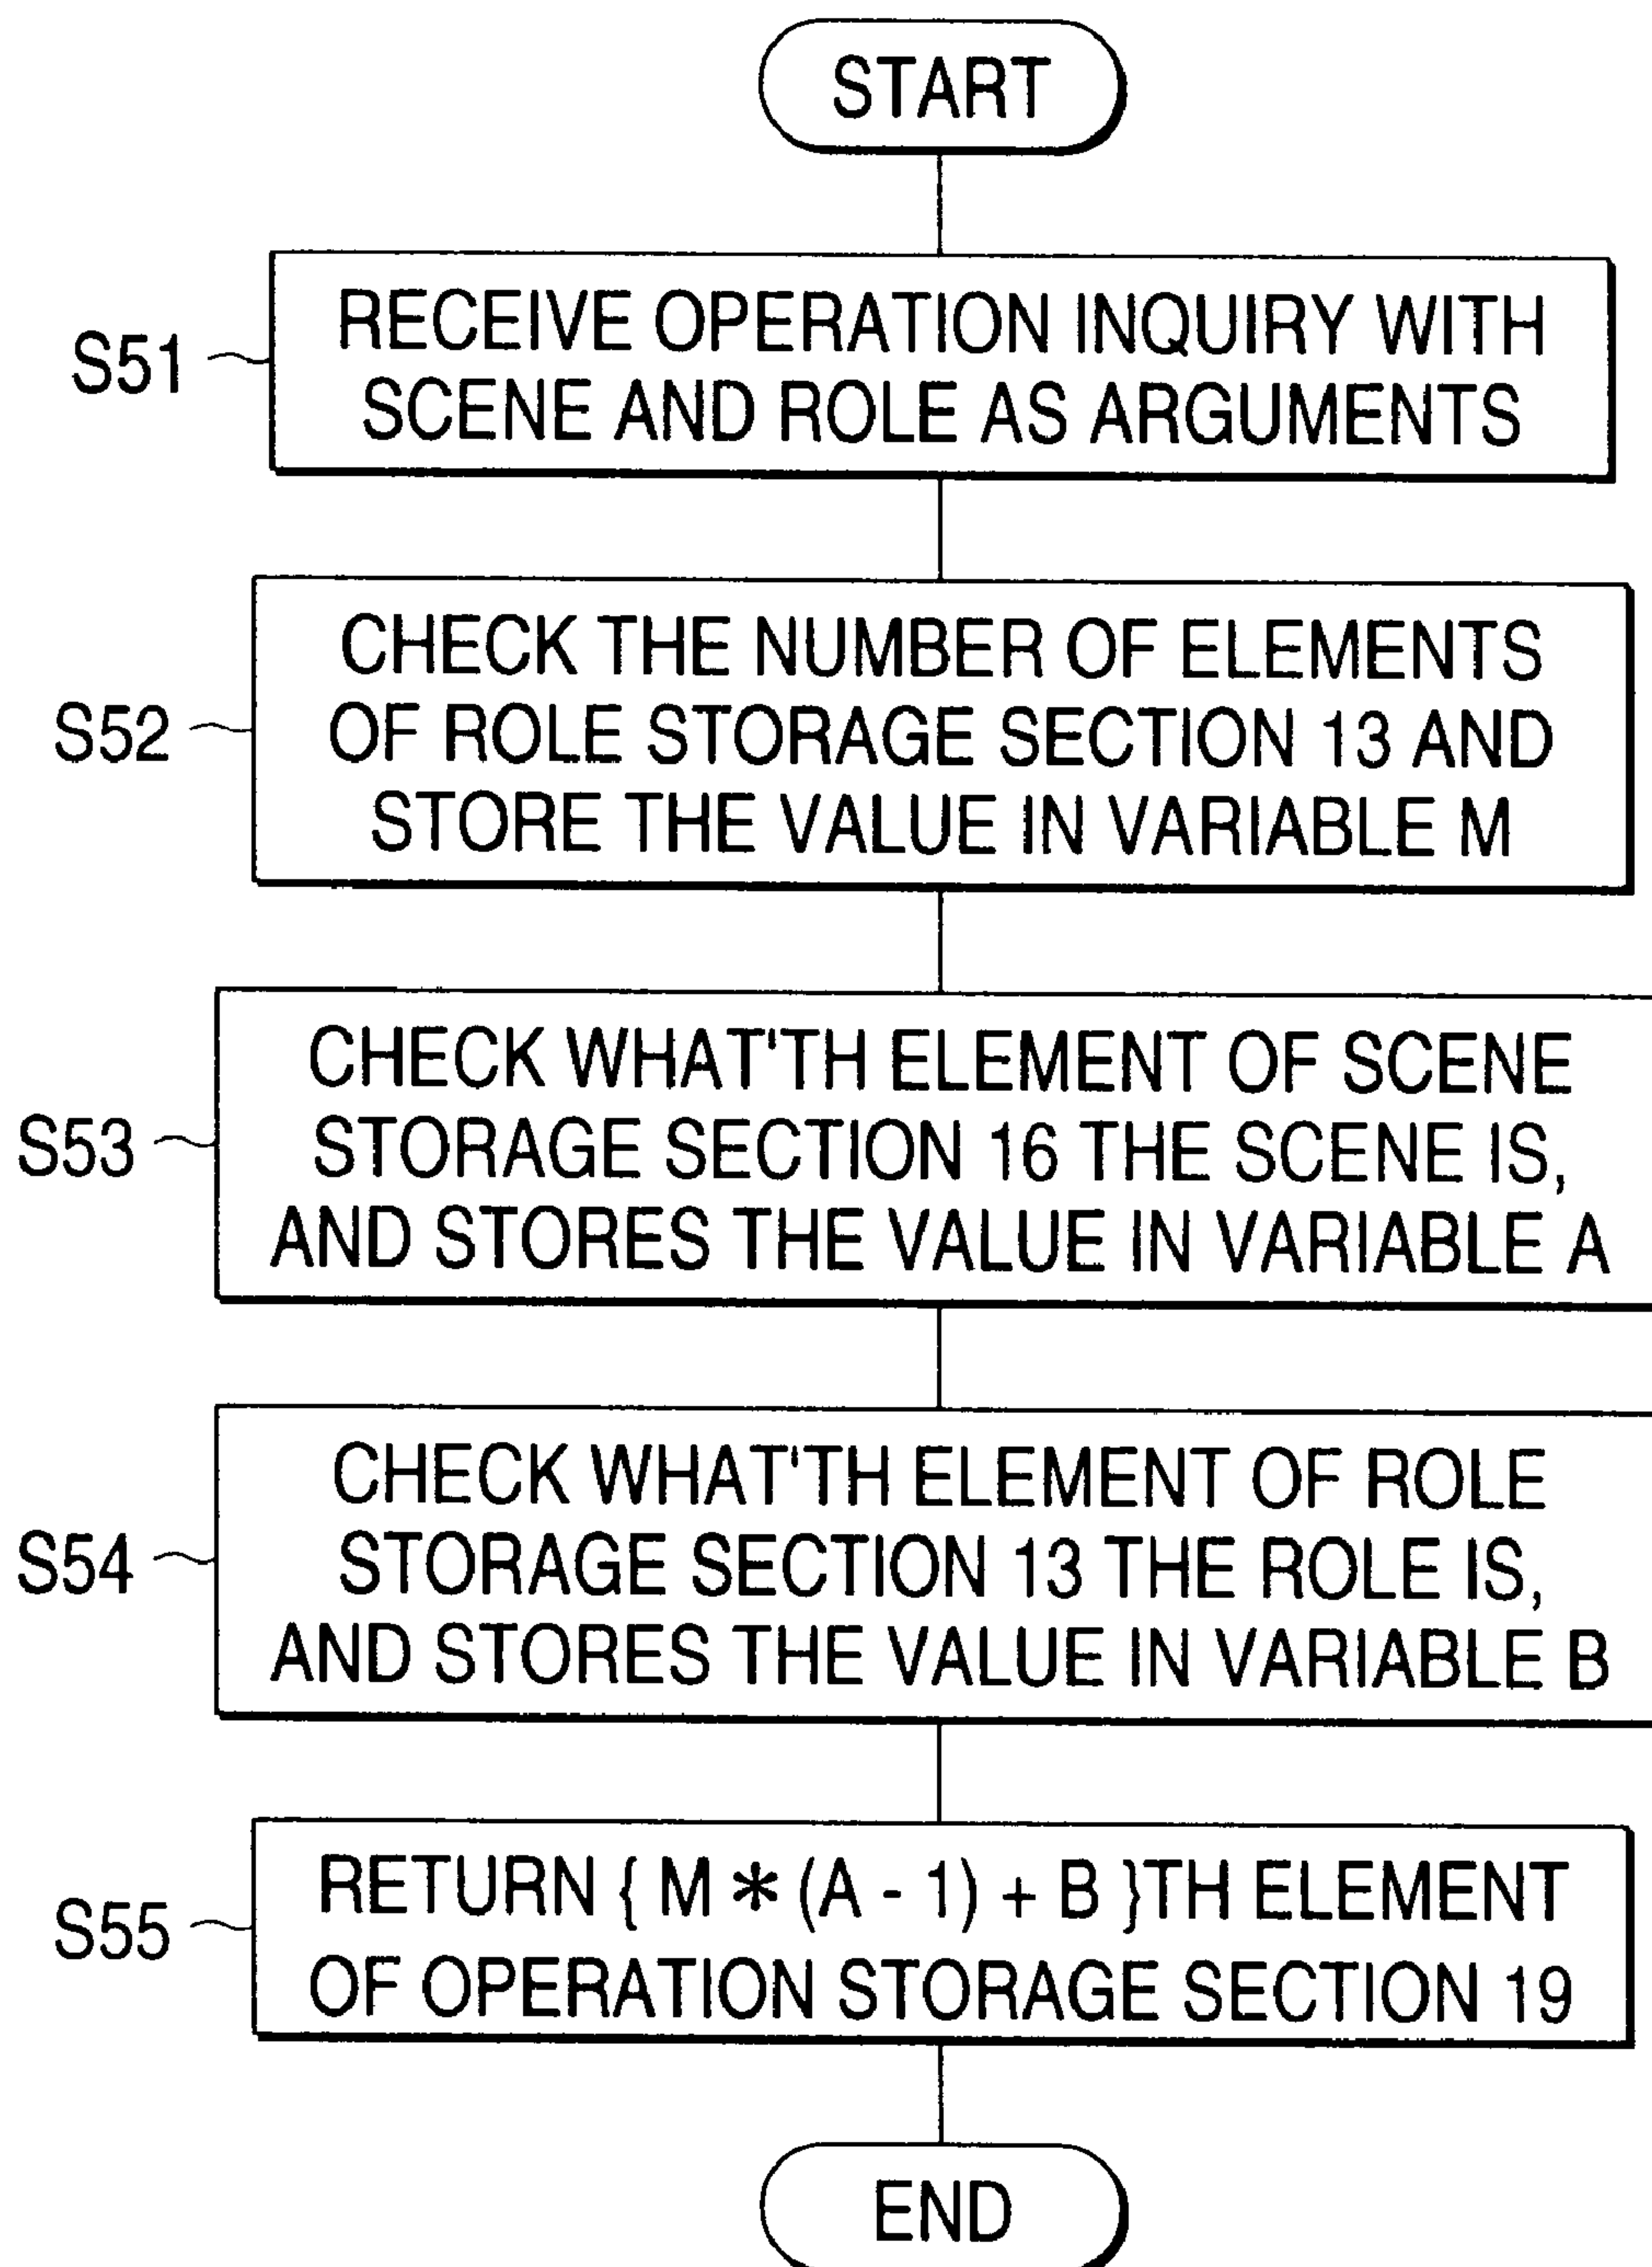 START
S51
RECEIVE OPERATION INQUIRY WITH
SCENE AND ROLE AS ARGUMENTS
S52
CHECK THE NUMBER OF ELEMENTS
OF ROLE STORAGE SECTION 13 AND
STORE THE VALUE IN VARIABLE M
S53
CHECK WHAT'TH ELEMENT OF SCENE
STORAGE SECTION 16 THE SCENE IS,
AND STORES THE VALUE IN VARIABLE A
S54
CHECK WHAT'TH ELEMENT OF ROLE
STORAGE SECTION 13 THE ROLE IS,
AND STORES THE VALUE IN VARIABLE B
S55
RETURN { M * (A - 1) + B }TH ELEMENT
OF OPERATION STORAGE SECTION 19
END